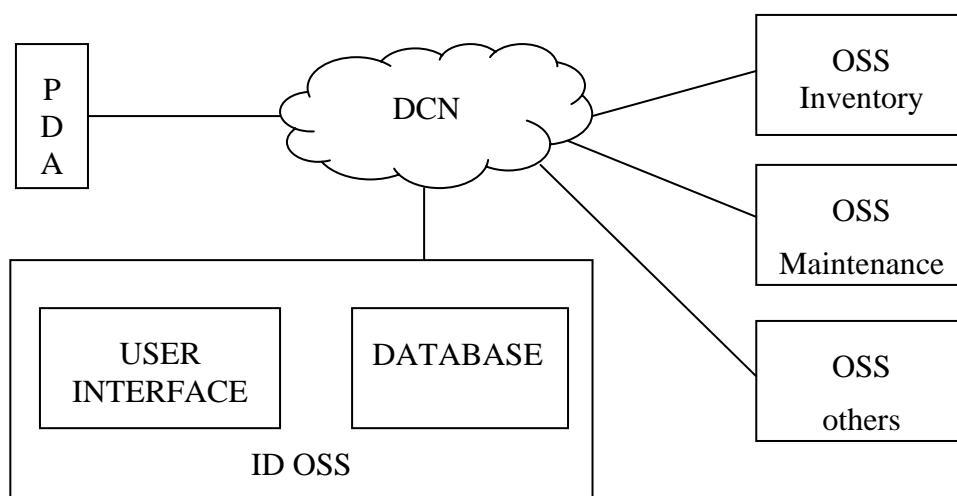 P
D
A
DCN
OSS
Inventory
OSS
Maintenance
OSS
others
USER
INTERFACE
DATABASE
ID OSS